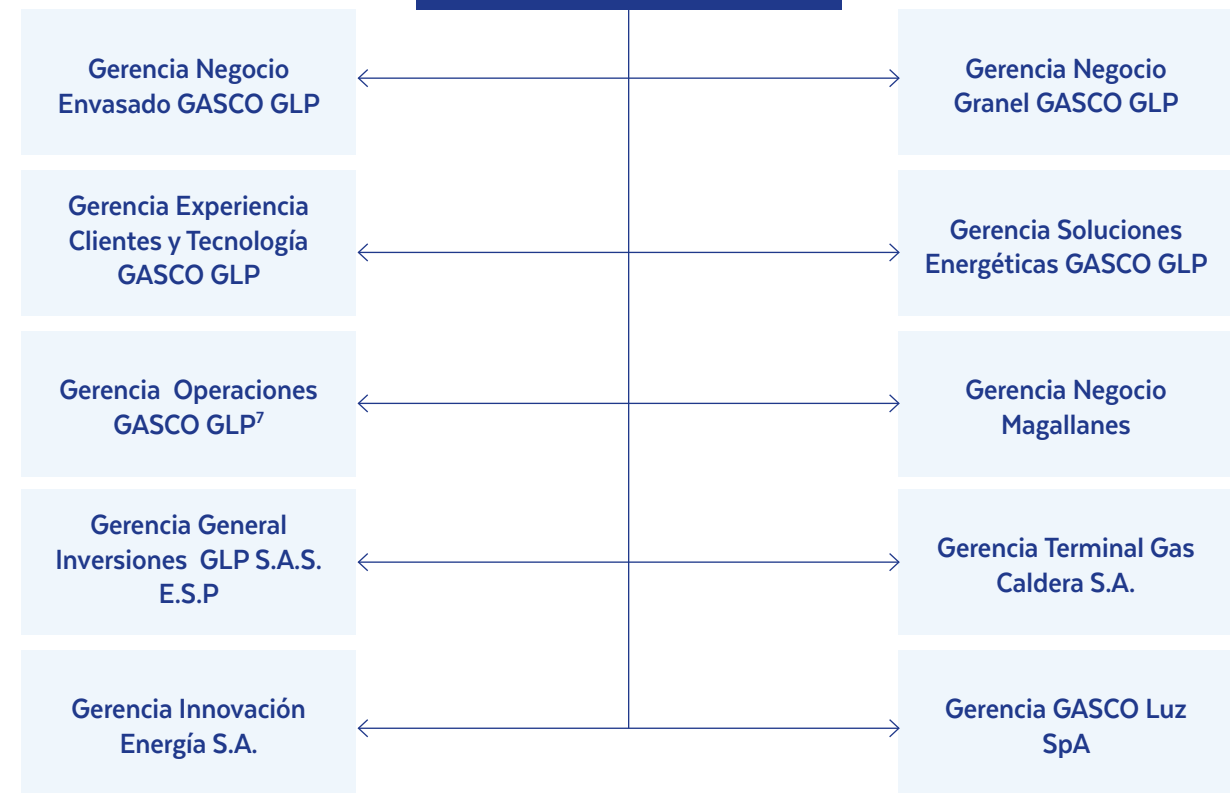 Gerencia Negocio
Envasado GASCO GLP
Gerencia Negocio
Granel GASCO GLP
Gerencia Experiencia
Clientes y Tecnología
GASCO GLP
Gerencia Soluciones
Energéticas GASCO GLP
Gerencia Operaciones
GASCO GLP⁷
Gerencia Negocio
Magallanes
Gerencia General
Inversiones GLP S.A.S.
E.S.P
Gerencia Terminal Gas
Caldera S.A.
Gerencia Innovación
Energía S.A.
Gerencia GASCO Luz
SpA